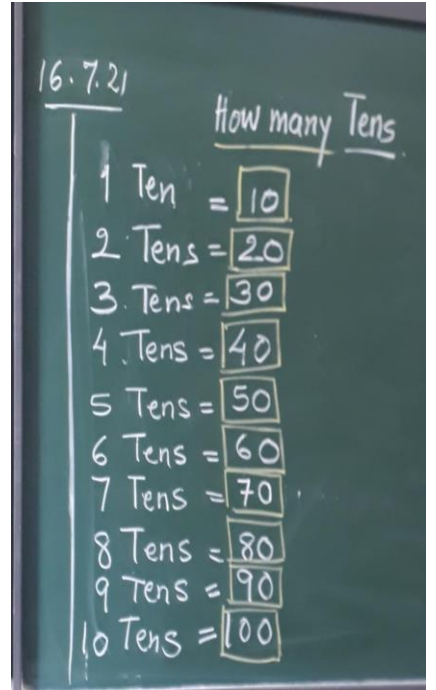 16.7.21
How many Tens
1 Ten = 10
2 Tens = 20
3. Tens = 30
4. Tens = 40
5 Tens = 50
6 Tens = 60
7 Tens = 70
8 Tens = 80
9 Tens = 90
10 Tens = 100